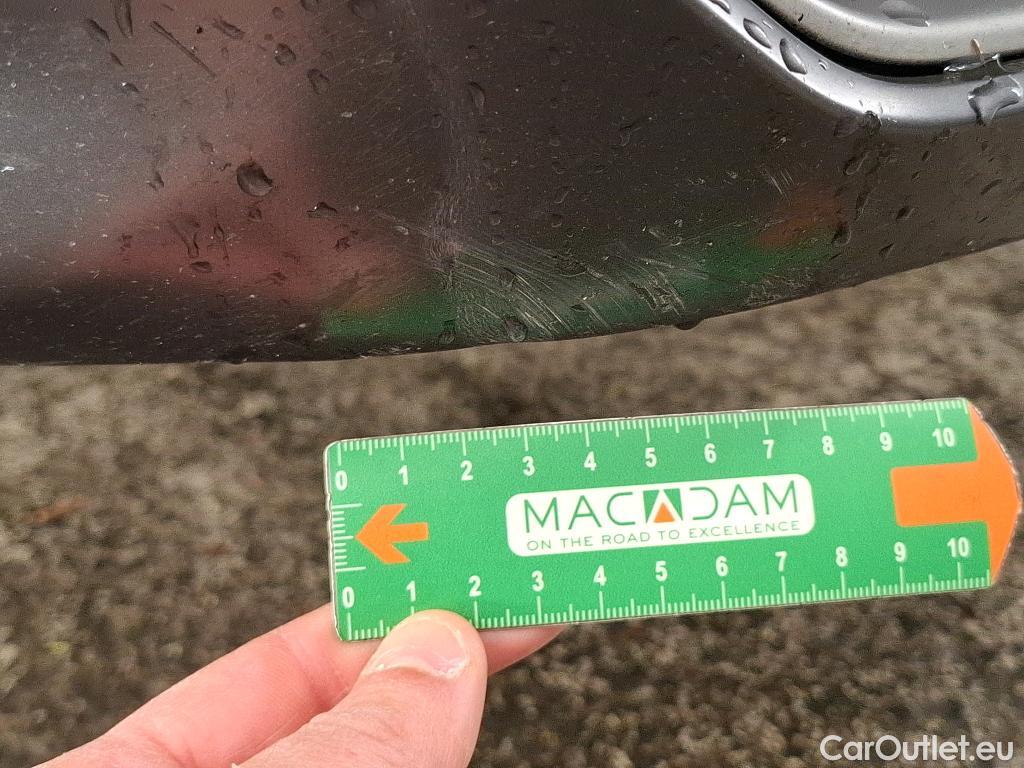 0 1 2 3 4 5 6 7 8 9 10
MACADAM
ON THE ROAD TO EXCELLENCE
0 1 2 3 4 5 6 7 8 9 10
CarOutlet.eu